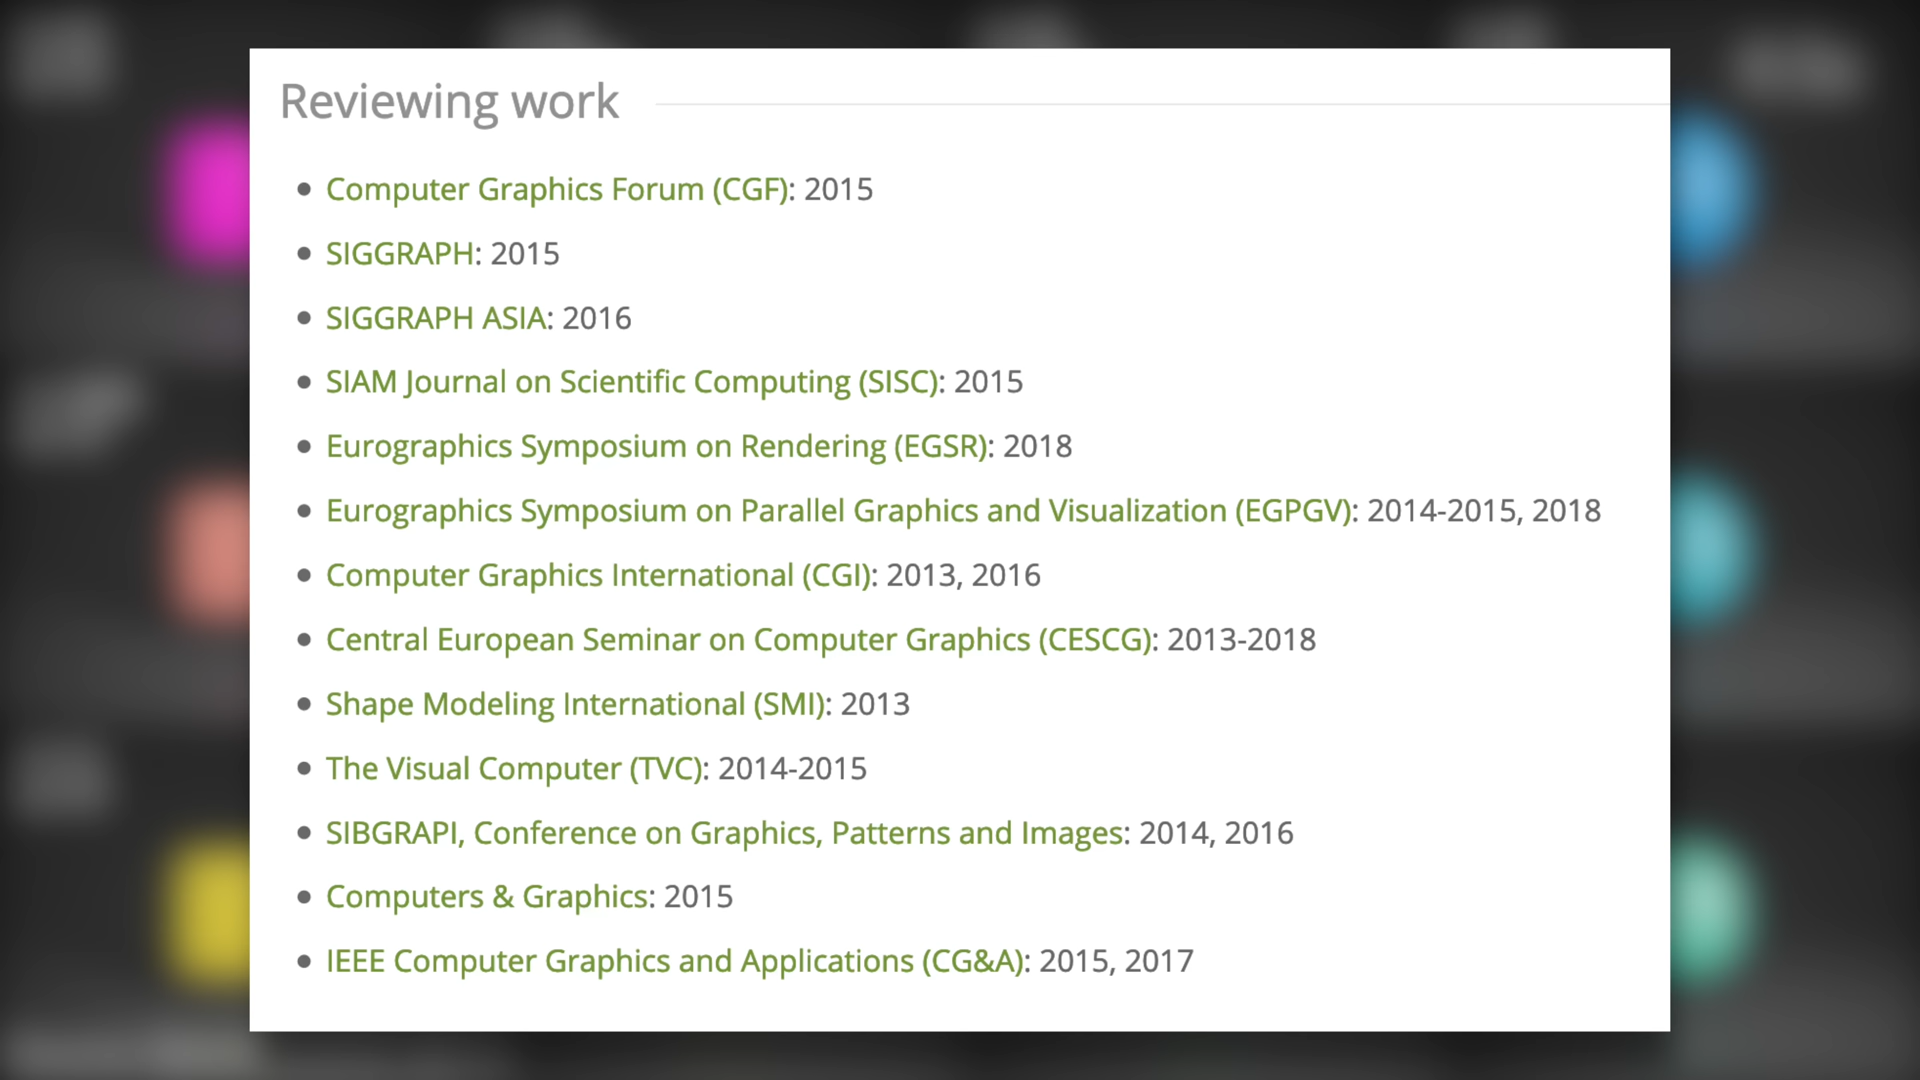 Reviewing work
Computer Graphics Forum (CGF): 2015
SIGGRAPH: 2015
SIGGRAPH ASIA: 2016
SIAM Journal on Scientific Computing (SISC): 2015
Eurographics Symposium on Rendering (EGSR): 2018
Eurographics Symposium on Parallel Graphics and Visualization (EGPGV): 2014-2015, 2018
Computer Graphics International (CGI): 2013, 2016
Central European Seminar on Computer Graphics (CESCG): 2013-2018
Shape Modeling International (SMI): 2013
The Visual Computer (TVC): 2014-2015
SIBGRAPI, Conference on Graphics, Patterns and Images: 2014, 2016
Computers & Graphics: 2015
IEEE Computer Graphics and Applications (CG&A): 2015, 2017